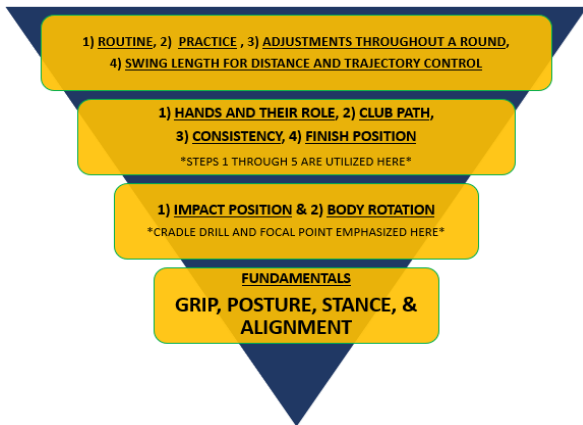 1) ROUTINE, 2) PRACTICE , 3) ADJUSTMENTS THROUGHOUT A ROUND,
4) SWING LENGTH FOR DISTANCE AND TRAJECTORY CONTROL
1) HANDS AND THEIR ROLE, 2) CLUB PATH,
3) CONSISTENCY, 4) FINISH POSITION
*STEPS 1 THROUGH 5 ARE UTILIZED HERE*
1) IMPACT POSITION & 2) BODY ROTATION
*CRADLE DRILL AND FOCAL POINT EMPHASIZED HERE*
FUNDAMENTALS
GRIP, POSTURE, STANCE, &
ALIGNMENT